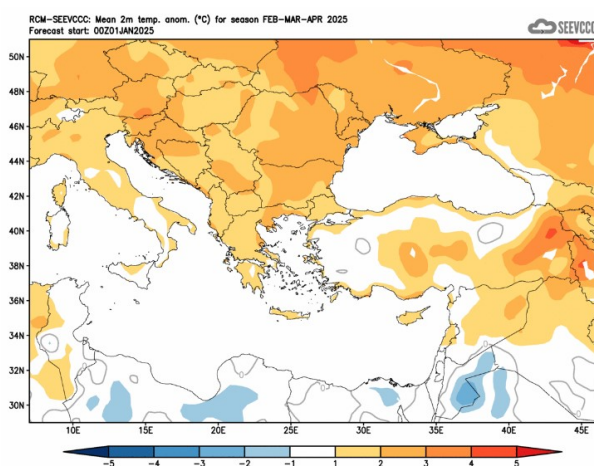 RCM-SEEVCCC: Mean 2m temp. anom. (°C) for season FEB-MAR-APR 2025
Forecast start: 00Z01JAN2025
SEEVCCC
50N
48N
46N
44N
42N
40N
38N
36N
34N
32N
30N
10E 15E 20E 25E 30E 35E 40E 45E
-5 -4 -3 -2 -1 1 2 3 4 5